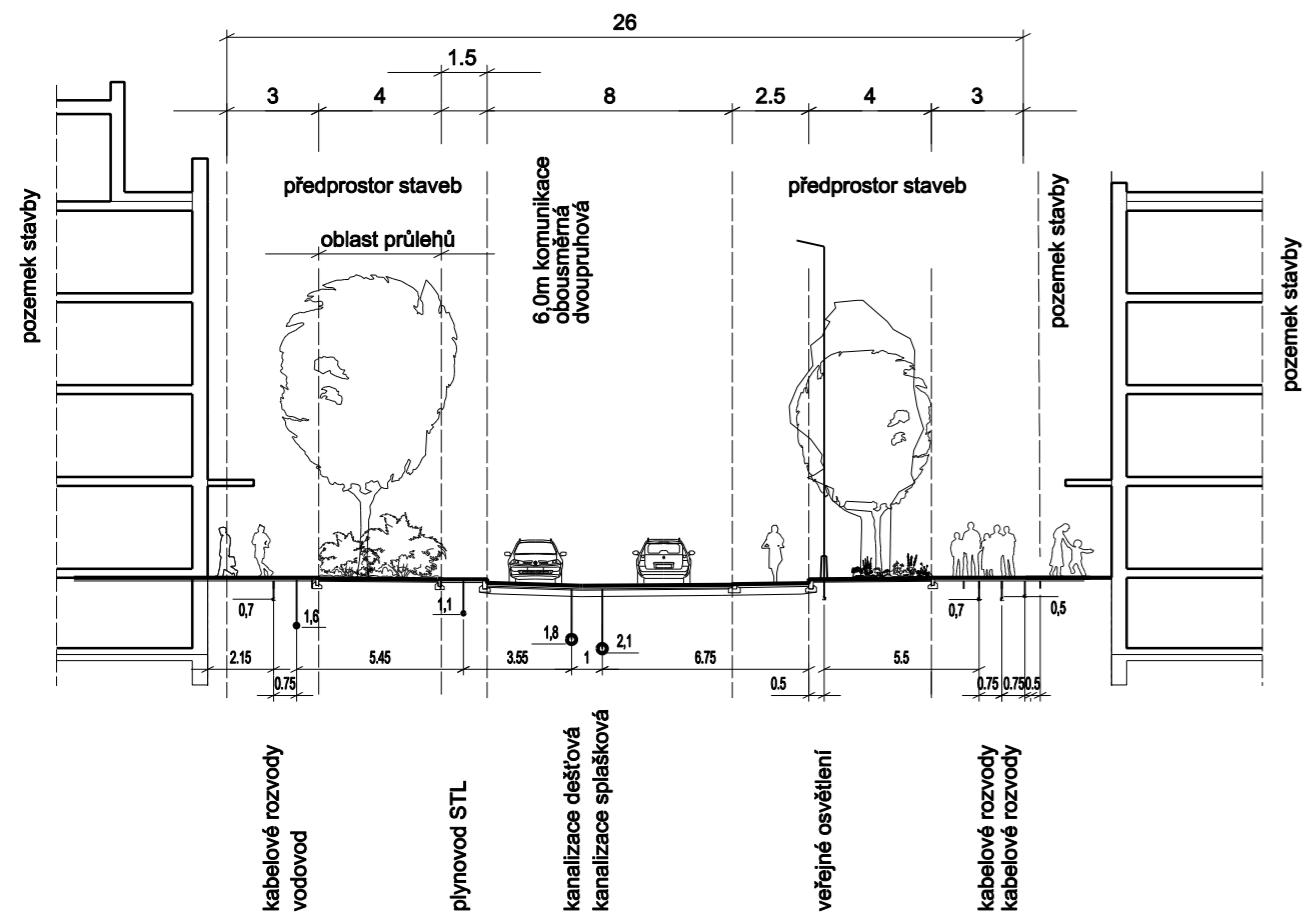 26
1.5
3 4 8 2.5 4 3
předprostor staveb
předprostor staveb
oblast průlehů
6,0m komunikace
obousměrná
dvoupruhová
pozemek stavby
pozemek stavby
pozemek stavby
0,7
1,6
1,1
1,8
2,1
0,7
0,5
2.15 5.45 3.55 1 6.75 5.5
0.75 0.5 0.75 0.75 0.5
kabelové rozvody
vodovod
plynovod STL
kanalizace dešťová
kanalizace splašková
veřejné osvětlení
kabelové rozvody
kabelové rozvody